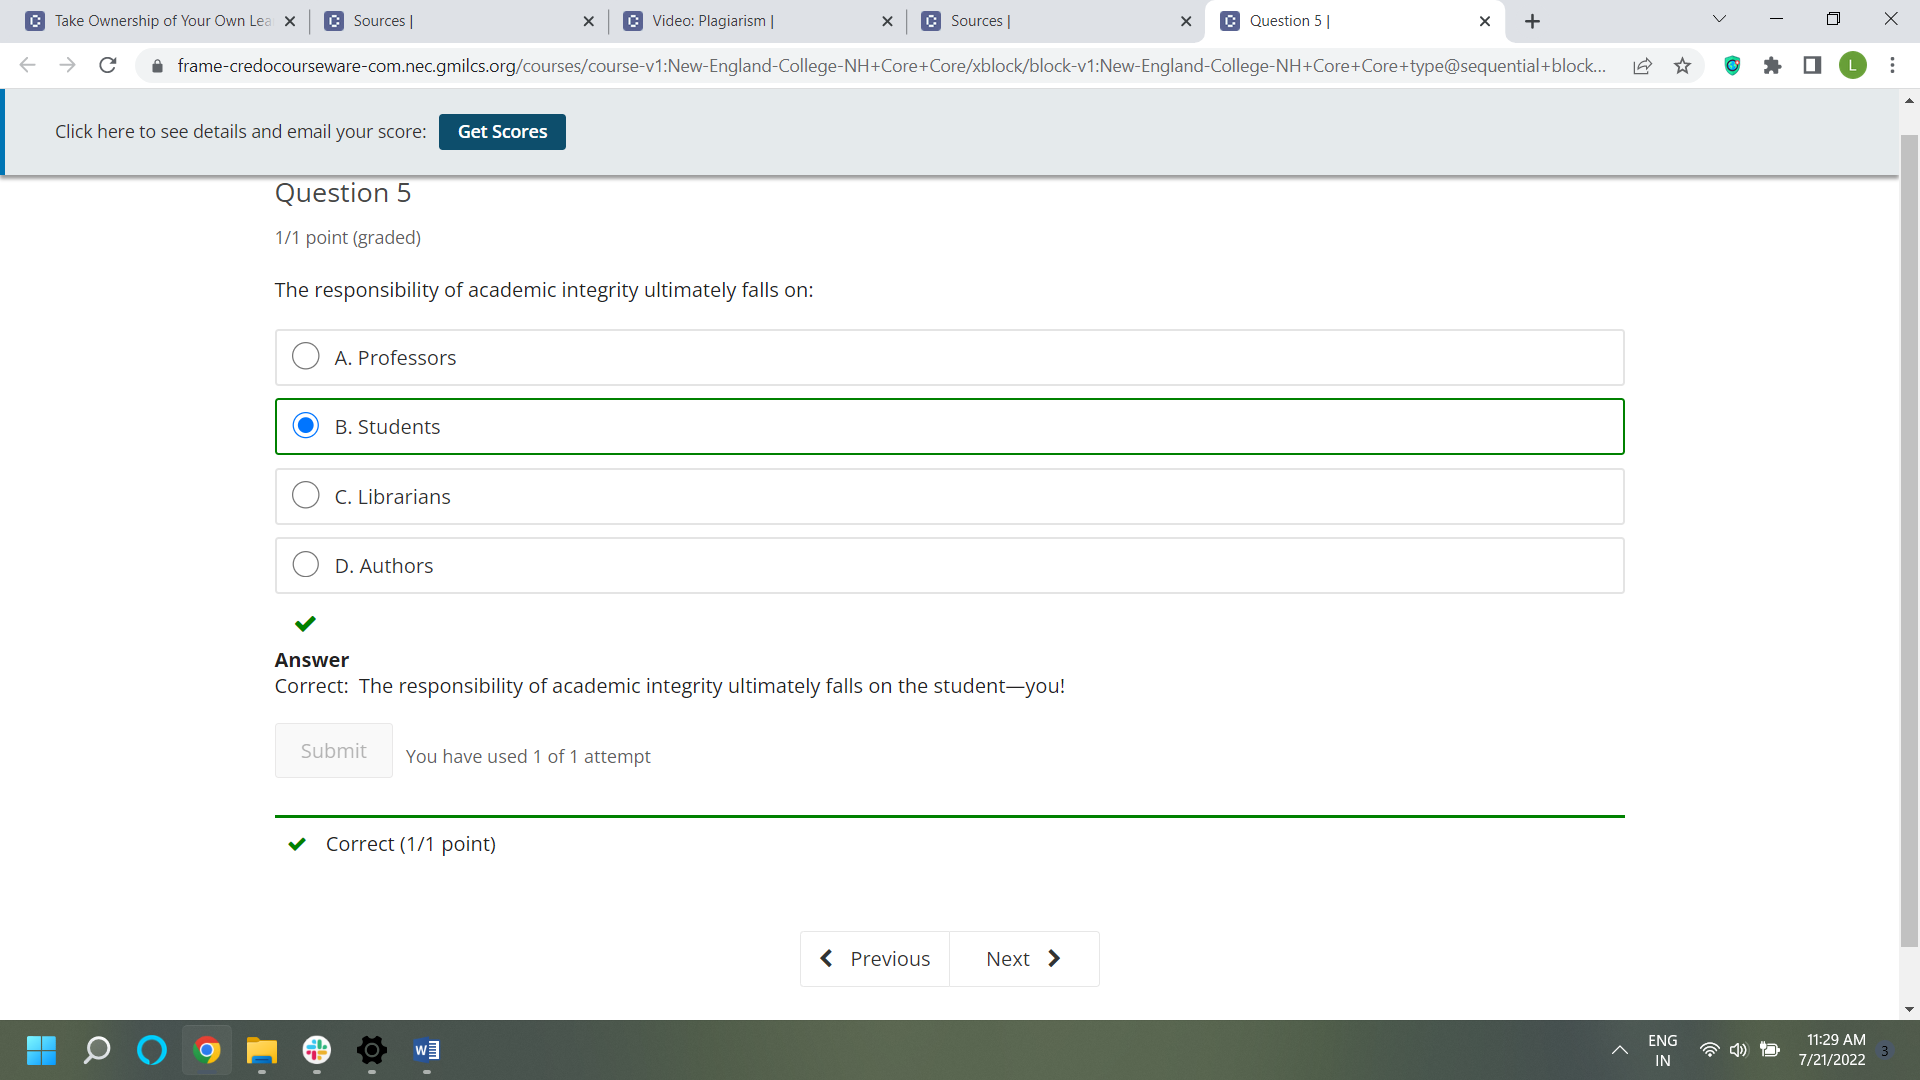 Take Ownership of Your Own Lea
Sources |
Video: Plagiarism |
Sources |
Question 5 |
frame-credocourseware-com.nec.gmilcs.org/courses/course-v1:New-England-College-NH+Core+Core/xblock/block-v1:New-England-College-NH+Core+Core+type@sequential+block...
L
Click here to see details and email your score:
Get Scores
Question 5
1/1 point (graded)
The responsibility of academic integrity ultimately falls on:
A. Professors
B. Students
C. Librarians
D. Authors
Answer
Correct: The responsibility of academic integrity ultimately falls on the student—you!
Submit
You have used 1 of 1 attempt
Correct (1/1 point)
Previous
Next
W
ENG
IN
11:29 AM
7/21/2022
3